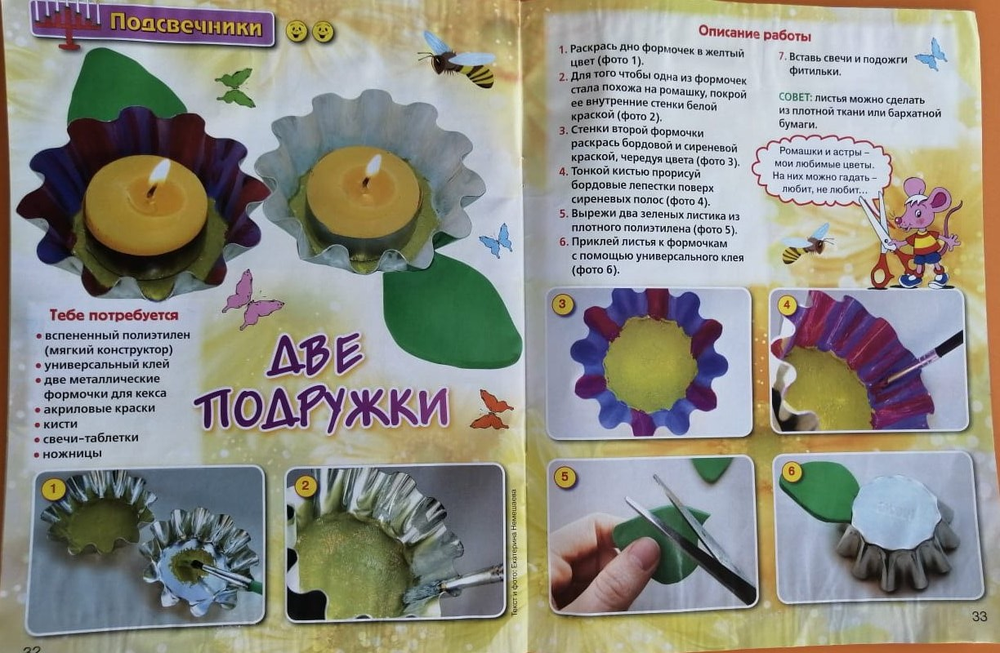 Подсвечники
Тебе потребуется
• вспененный полиэтилен
(мягкий конструктор)
• универсальный клей
• две металлические
формочки для кекса
• акриловые краски
• кисти
• свечи-таблетки
• ножницы
ДВЕ
ПОДРУЖКИ
1
2
Текст и фото: Екатерина Немешаева
32
Описание работы
1. Раскрась дно формочек в желтый
цвет (фото 1).
2. Для того чтобы одна из формочек
стала похожа на ромашку, покрой
ее внутренние стенки белой
краской (фото 2).
3. Стенки второй формочки
раскрась бордовой и сиреневой
краской, чередуя цвета (фото 3).
4. Тонкой кистью прорисуй
бордовые лепестки поверх
сиреневых полос (фото 4).
5. Вырежи два зеленых листика из
плотного полиэтилена (фото 5).
6. Приклей листья к формочкам
с помощью универсального клея
(фото 6).
7. Вставь свечи и подожги
фитильки.
СОВЕТ: листья можно сделать
из плотной ткани или бархатной
бумаги.
Ромашки и астры –
мои любимые цветы.
На них можно гадать –
любит, не любит...
3
4
5
6
33